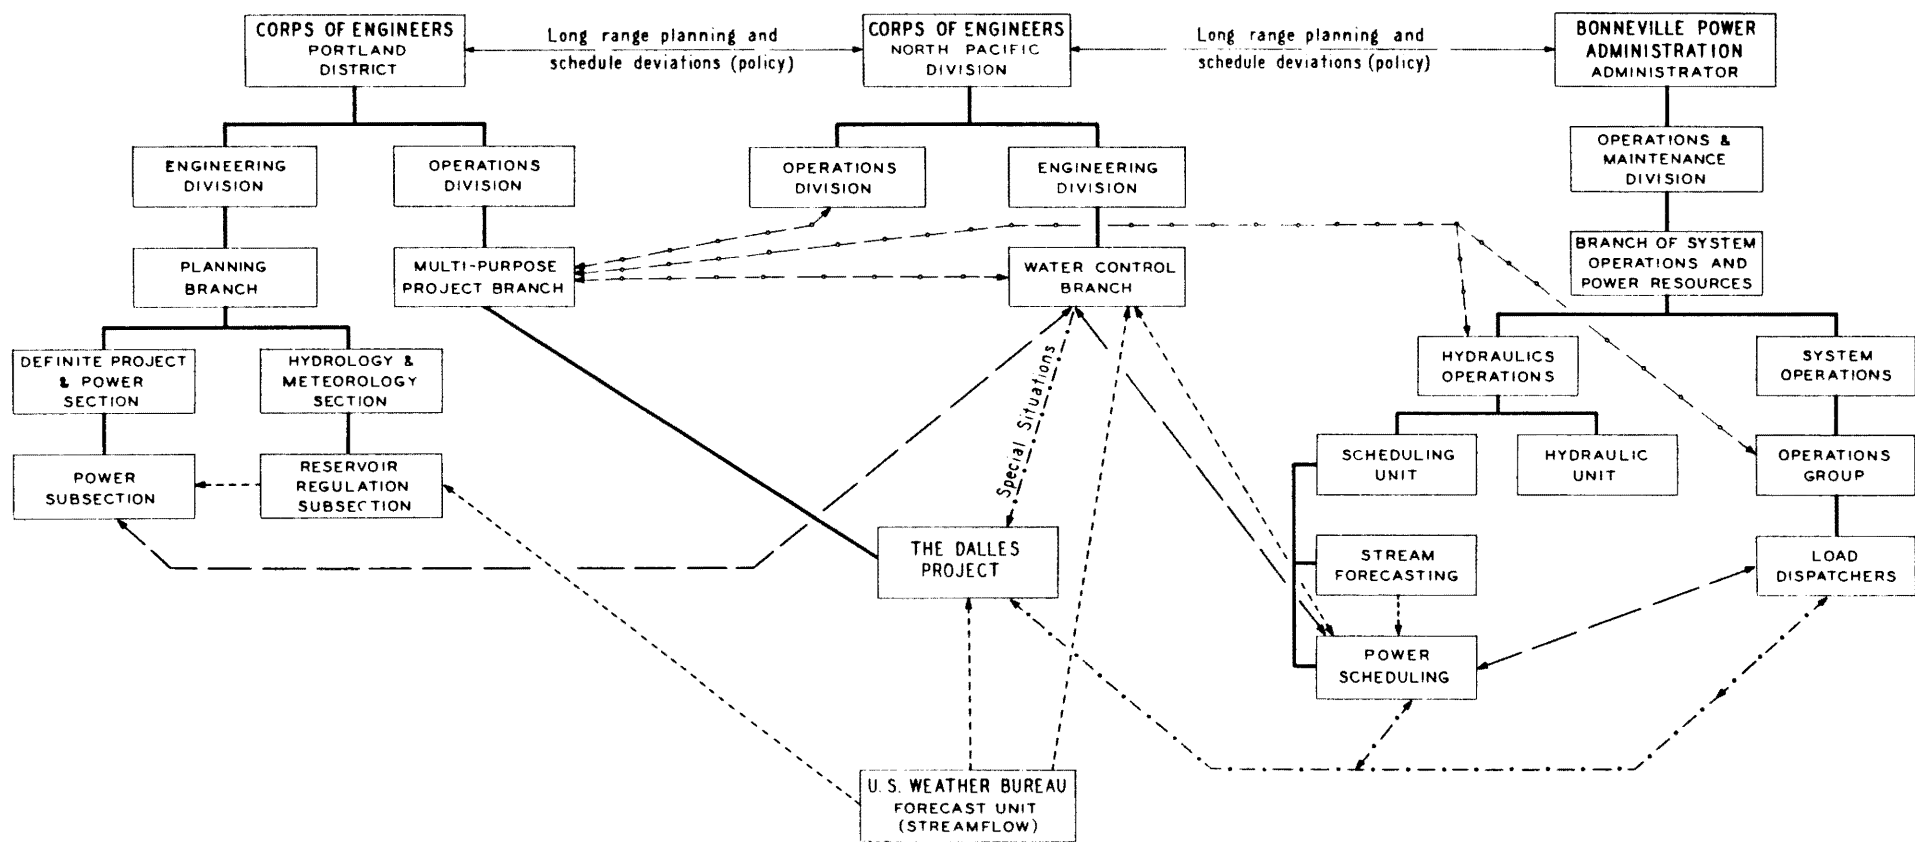 CORPS OF ENGINEERS
PORTLAND
DISTRICT
Long range planning and
schedule deviations (policy)
CORPS OF ENGINEERS
NORTH PACIFIC
DIVISION
Long range planning and
schedule deviations (policy)
BONNEVILLE POWER
ADMINISTRATION
ADMINISTRATOR
ENGINEERING
DIVISION
OPERATIONS
DIVISION
OPERATIONS
DIVISION
ENGINEERING
DIVISION
OPERATIONS &
MAINTENANCE
DIVISION
PLANNING
BRANCH
MULTI-PURPOSE
PROJECT BRANCH
WATER CONTROL
BRANCH
BRANCH OF SYSTEM
OPERATIONS AND
POWER RESOURCES
DEFINITE PROJECT
& POWER
SECTION
HYDROLOGY &
METEOROLOGY
SECTION
Special Situations
HYDRAULICS
OPERATIONS
SYSTEM
OPERATIONS
POWER
SUBSECTION
RESERVOIR
REGULATION
SUBSECTION
SCHEDULING
UNIT
HYDRAULIC
UNIT
OPERATIONS
GROUP
THE DALLES
PROJECT
STREAM
FORECASTING
LOAD
DISPATCHERS
POWER
SCHEDULING
U. S. WEATHER BUREAU
FORECAST UNIT
(STREAMFLOW)